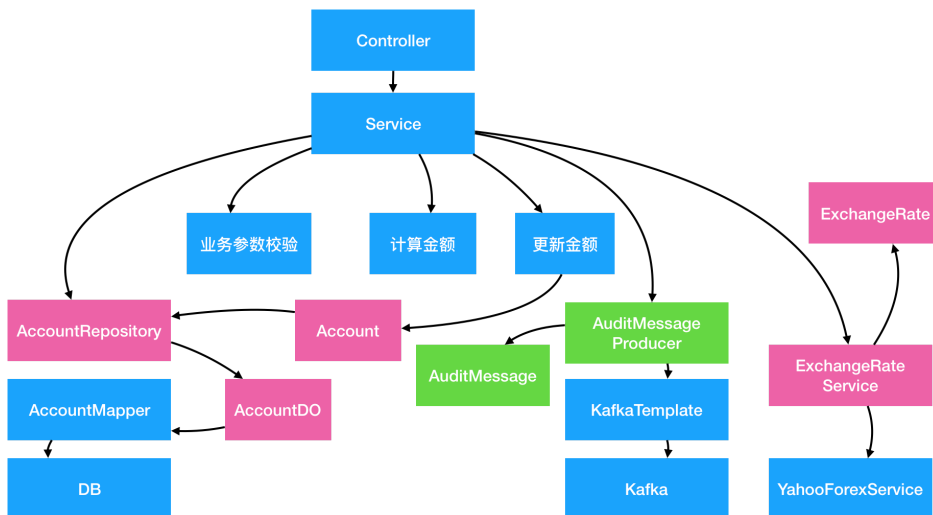 Controller
Service
业务参数校验
计算金额
更新金额
ExchangeRate
AccountRepository
Account
AuditMessage
Producer
AuditMessage
ExchangeRate
Service
AccountMapper
AccountDO
KafkaTemplate
DB
Kafka
YahooForexService